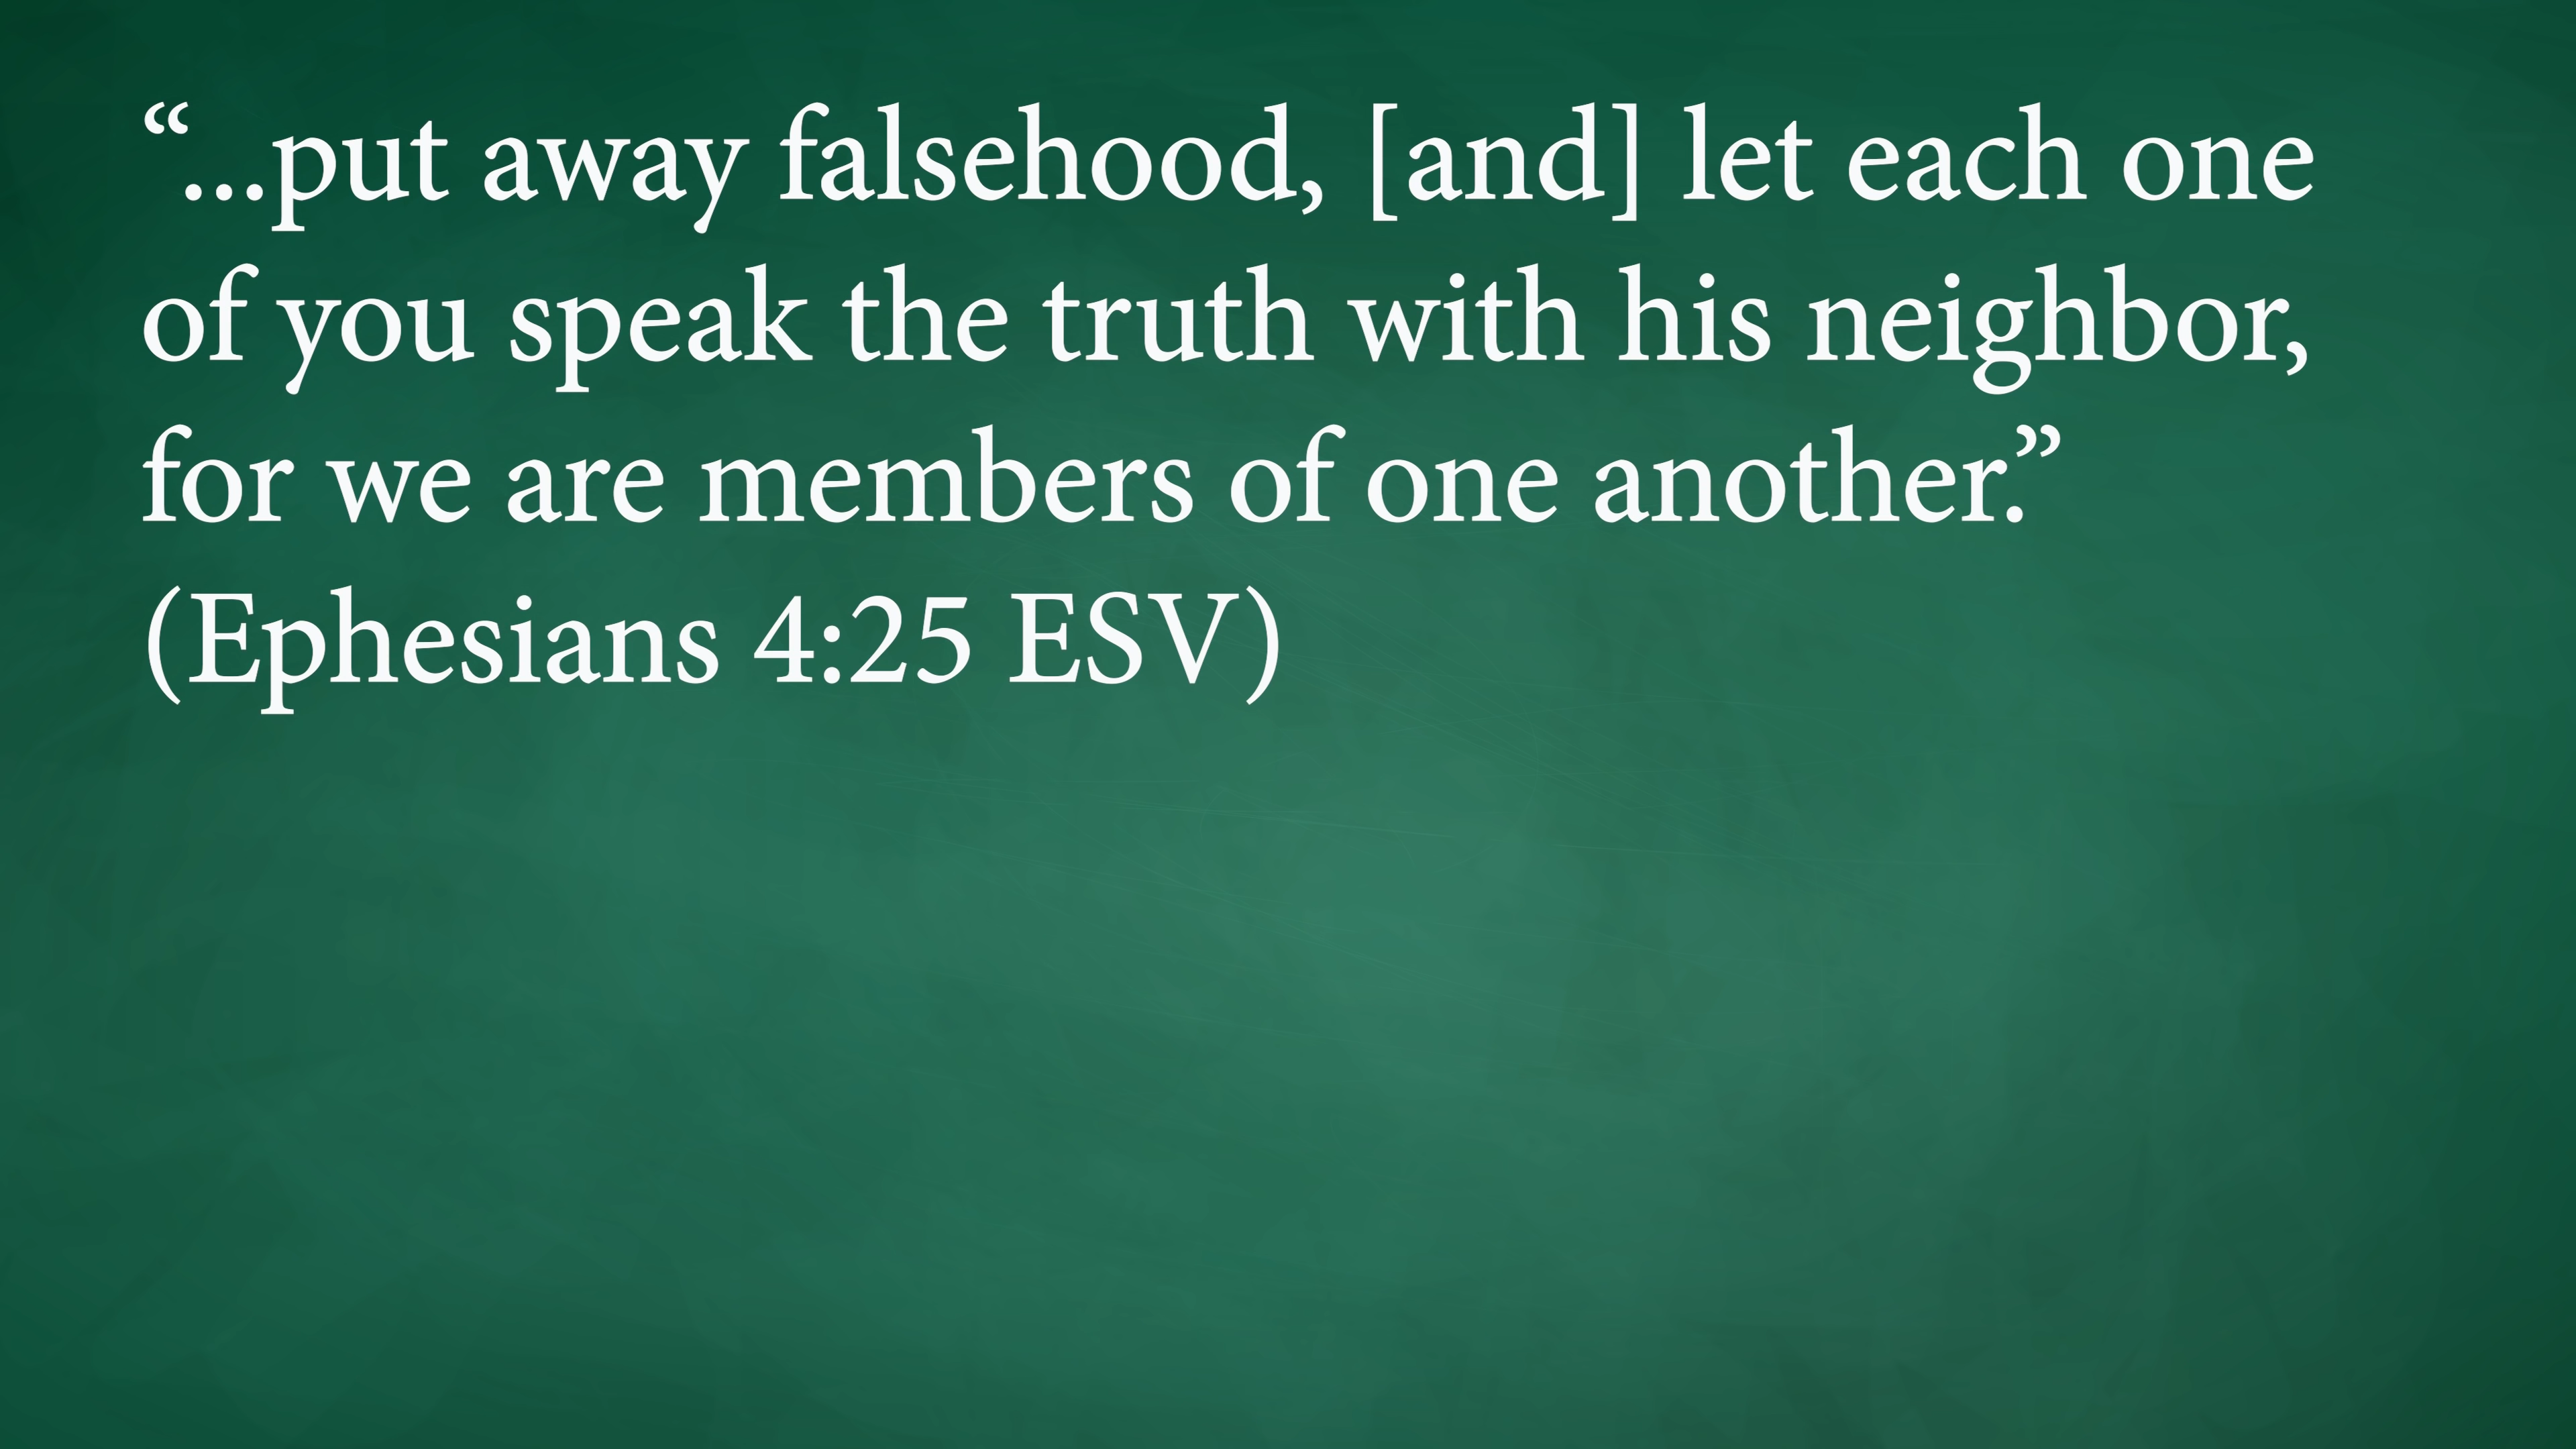 “...put away falsehood, [and] let each one
of you speak the truth with his neighbor,
for we are members of one another.”
(Ephesians 4:25 ESV)